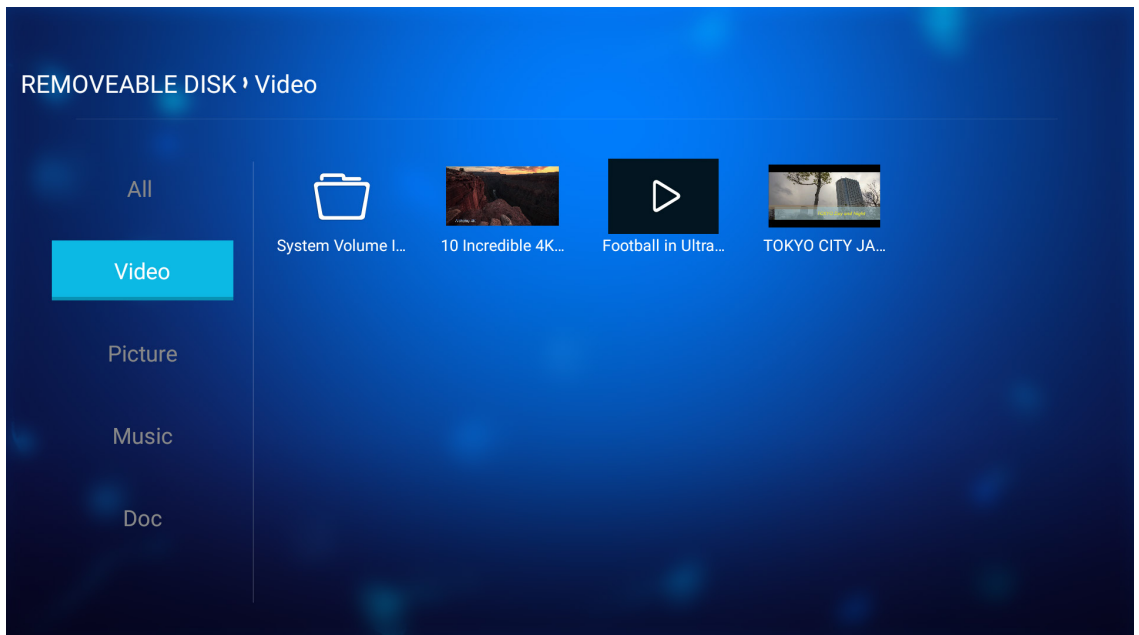 REMOVEABLE DISK Video
All
Video
Picture
Music
Doc
System Volume I...
10 Incredible 4K...
Football in Ultra...
TOKYO CITY JA...